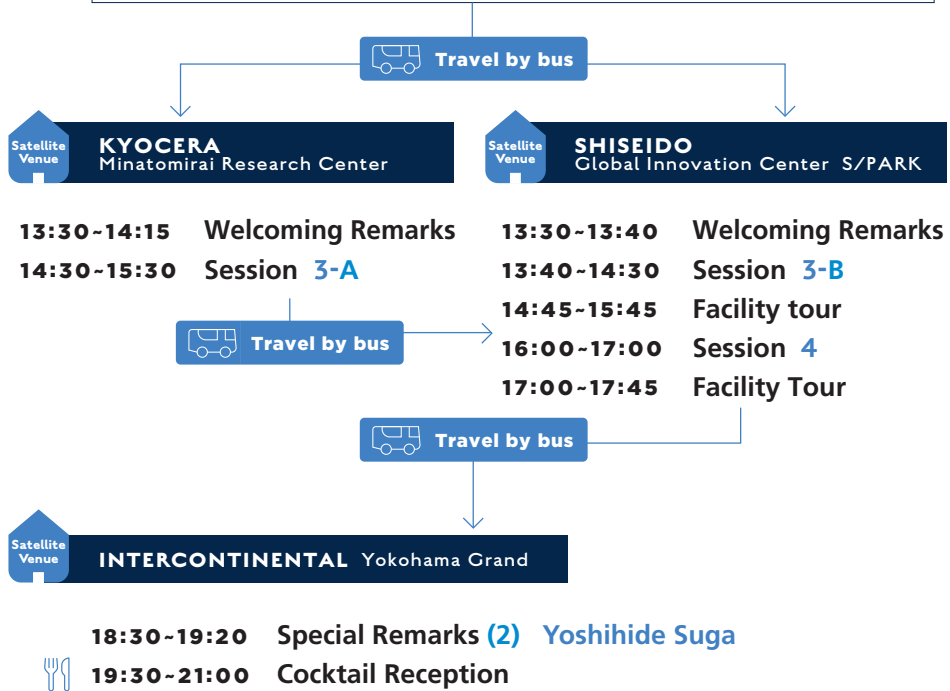 Travel by bus
Satellite Venue
KYOCERA
Minatomirai Research Center
13:30~14:15 Welcoming Remarks
14:30~15:30 Session 3-A
Travel by bus
Satellite Venue
SHISEIDO
Global Innovation Center S/PARK
13:30~13:40 Welcoming Remarks
13:40~14:30 Session 3-B
14:45~15:45 Facility tour
16:00~17:00 Session 4
17:00~17:45 Facility Tour
Travel by bus
Satellite Venue
INTERCONTINENTAL Yokohama Grand
18:30~19:20 Special Remarks (2) Yoshihide Suga
19:30~21:00 Cocktail Reception